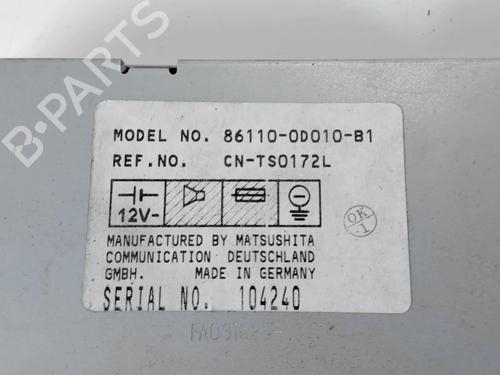 MODEL NO. 86110-0D010-B1
REF.NO. CN-TS0172L
12V-
MANUFACTURED BY MATSUSHITA
COMMUNICATION DEUTSCHLAND
GMBH. MADE IN GERMANY
SERIAL NO. 104240
OK
B-PARTS